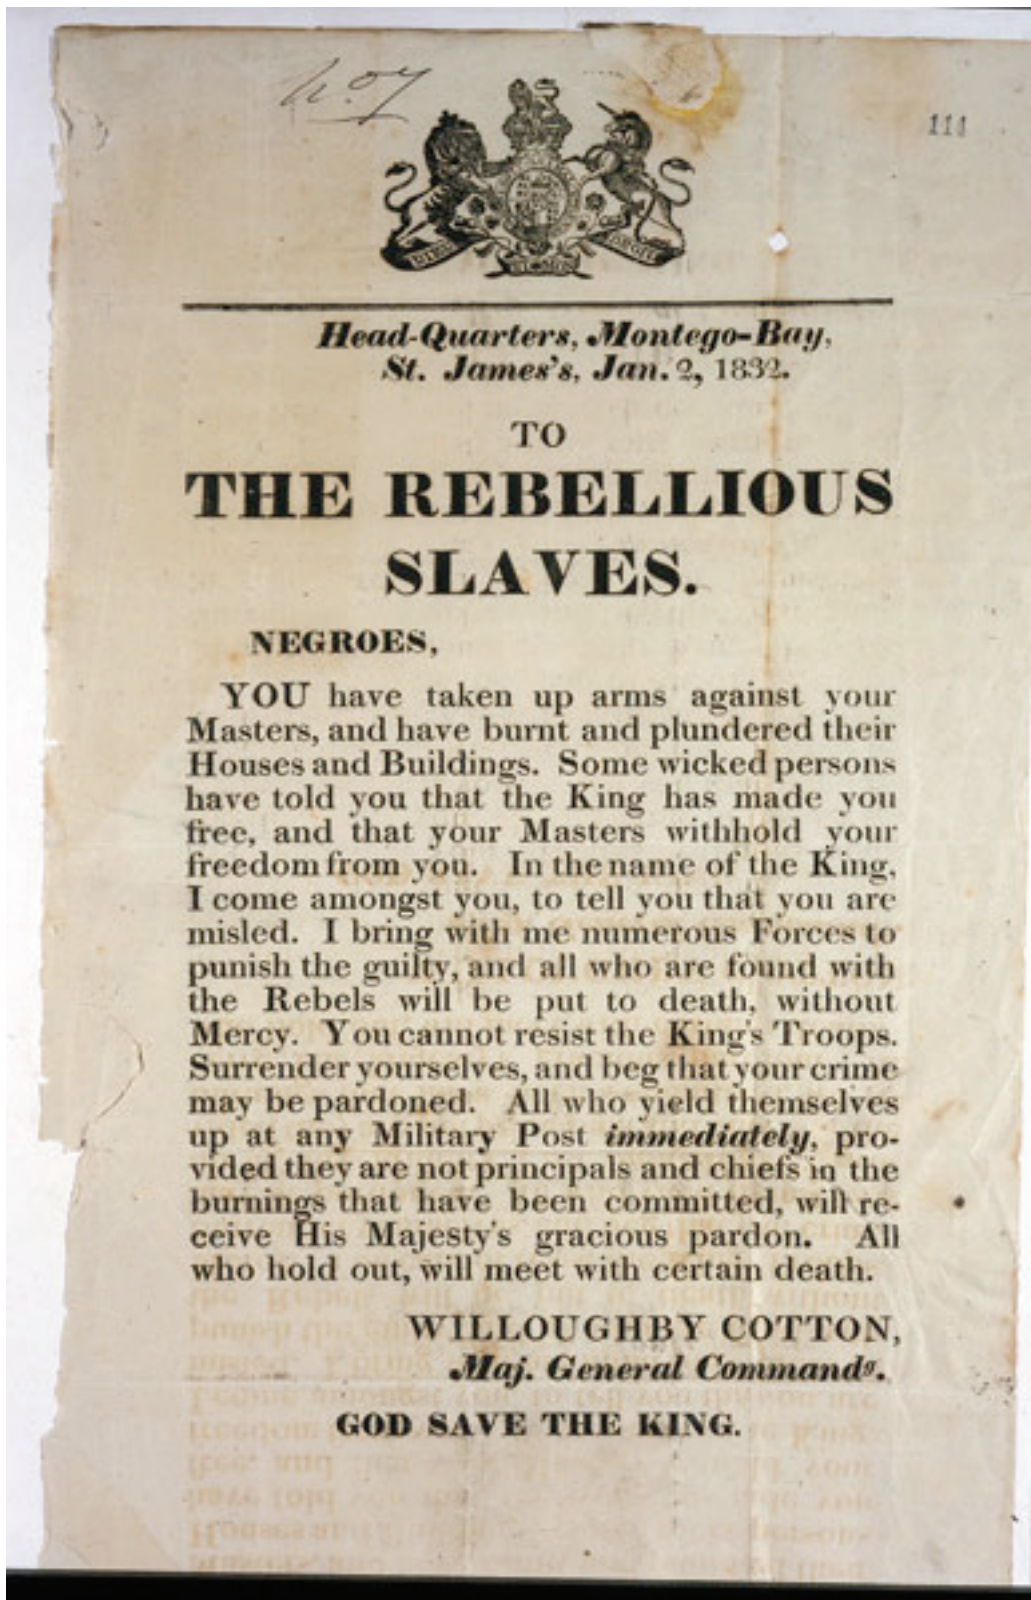 No 7
111
DIEU ET MON DROIT
Head-Quarters, Montego-Bay,
St. James's, Jan. 2, 1832.
TO
THE REBELLIOUS
SLAVES.
NEGROES,
YOU have taken up arms against your
Masters, and have burnt and plundered their
Houses and Buildings. Some wicked persons
have told you that the King has made you
free, and that your Masters withhold your
freedom from you. In the name of the King,
I come amongst you, to tell you that you are
misled. I bring with me numerous Forces to
punish the guilty, and all who are found with
the Rebels will be put to death, without
Mercy. You cannot resist the King's Troops.
Surrender yourselves, and beg that your crime
may be pardoned. All who yield themselves
up at any Military Post immediately, pro-
vided they are not principals and chiefs in the
burnings that have been committed, will re-
ceive His Majesty's gracious pardon. All
who hold out, will meet with certain death.
WILLOUGHBY COTTON,
Maj. General Commandg.
GOD SAVE THE KING.